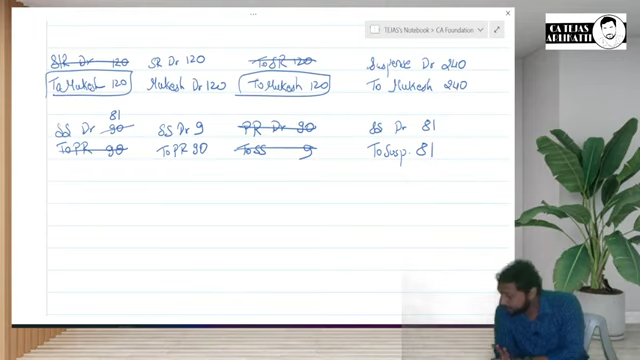 TEJAS's Notebook > CA Foundation
CA TEJAS
SR Dr 120 SR Dr 120 To SR 120 Suspense Dr 240
To Mukesh 120 Mukesh Dr 120 To Mukesh 120 To Mukesh 240
81
SS Dr 90 SS Dr 9 PR Dr 90 SS Dr 81
To PR 90 To PR 90 To SS 9 To Susp. 81